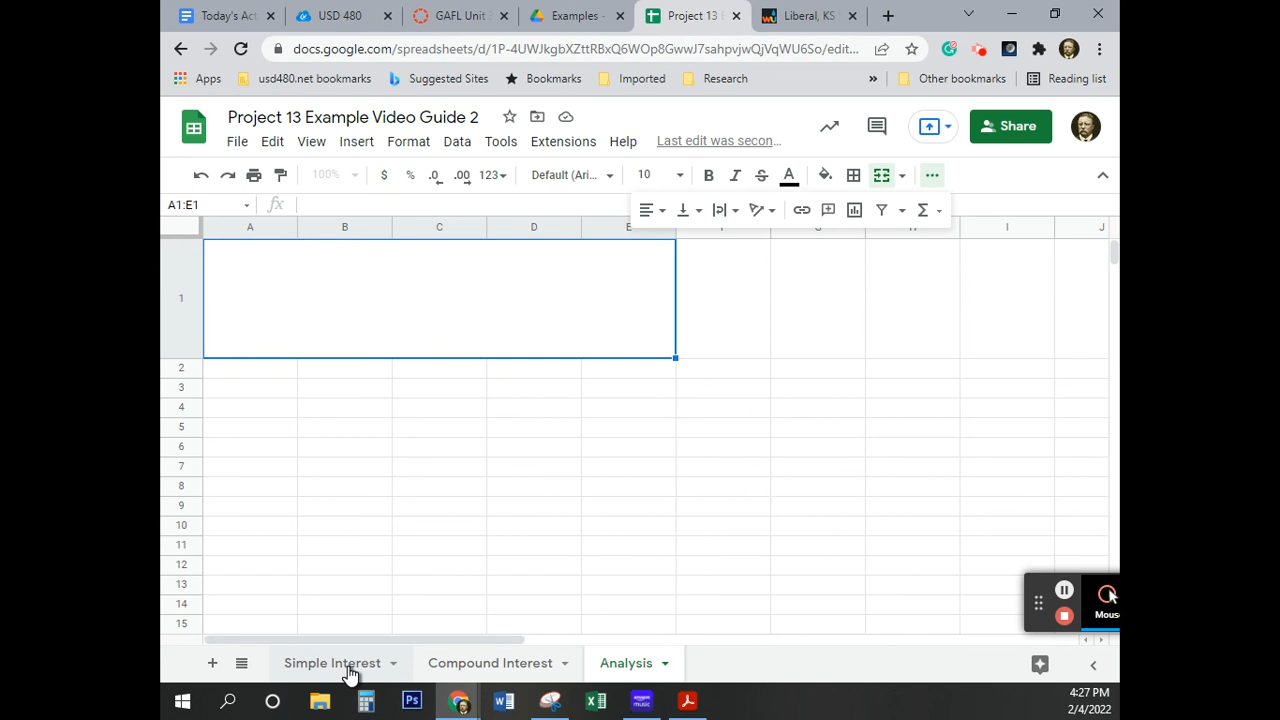 Today's Act
USD 480
GAFL Unit
Examples -
Project 13 E
Liberal, KS
docs.google.com/spreadsheets/d/1P-4UWJkgbXZttRBxQ6WOp8GwwJ7sahpvjwQjVqWU6So/edit...
Apps
usd480.net bookmarks
Suggested Sites
Bookmarks
Imported
Research
»
Other bookmarks
Reading list
Project 13 Example Video Guide 2
Share
File Edit View Insert Format Data Tools Extensions Help Last edit was secon...
100% $ % .0 .00 123 Default (Ari... 10 B I S A
A1:E1 fx
A B C D E F G H I J
1
2
3
4
5
6
7
8
9
10
11
12
13
14
15
Mouse
Simple Interest Compound Interest Analysis
Ps W X music
4:27 PM
2/4/2022